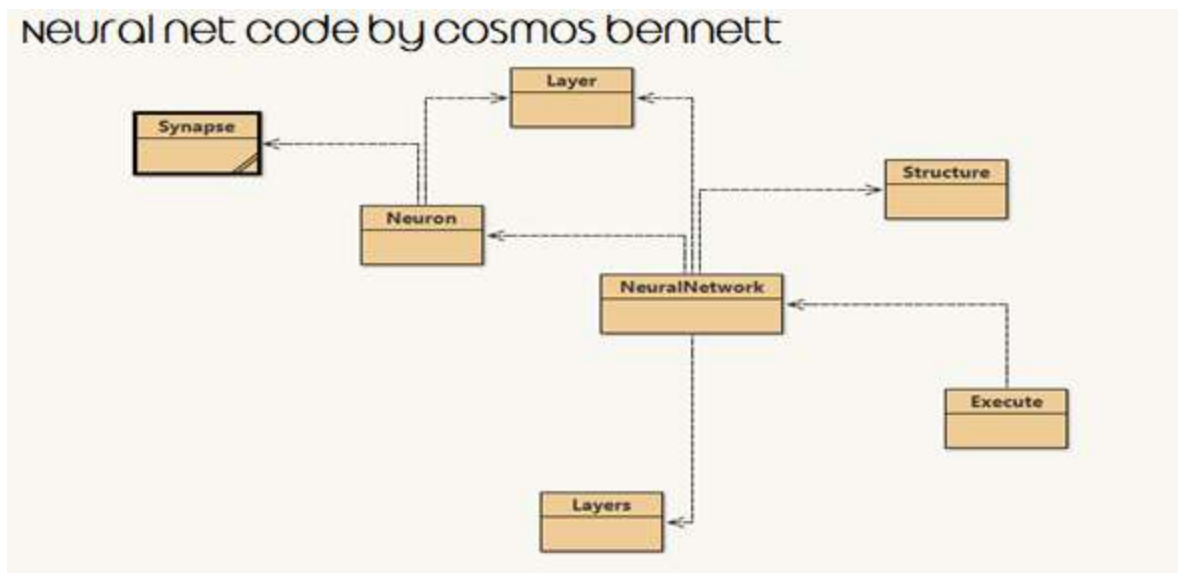 Neural net code by cosmos bennett
Layer
Synapse
Structure
Neuron
NeuralNetwork
Execute
Layers